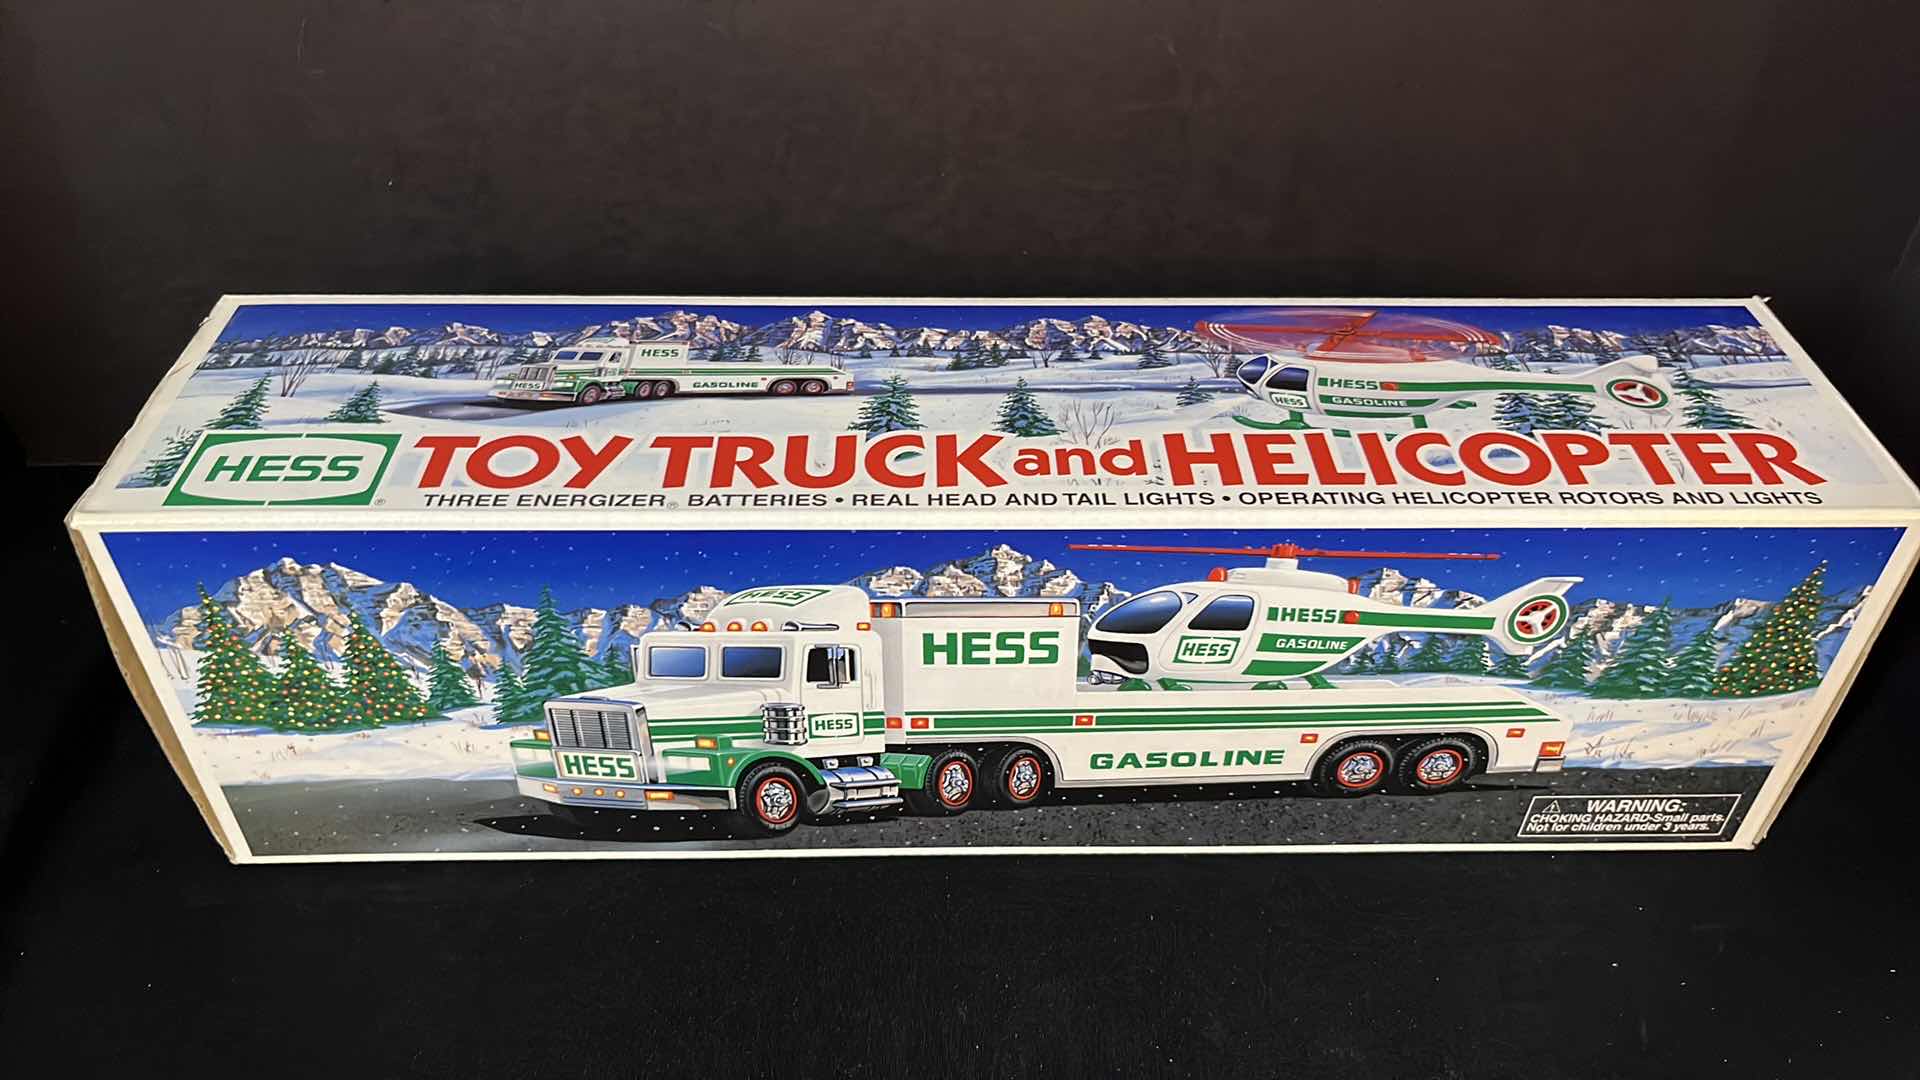 HESS
GASOLINE
HESS
HESS
HESS
GASOLINE
HESS® TOY TRUCK and HELICOPTER
THREE ENERGIZER® BATTERIES • REAL HEAD AND TAIL LIGHTS • OPERATING HELICOPTER ROTORS AND LIGHTS
HESS
HESS
HESS
HESS
GASOLINE
HESS
HESS
GASOLINE
HESS
⚠ WARNING:
CHOKING HAZARD-Small parts.
Not for children under 3 years.